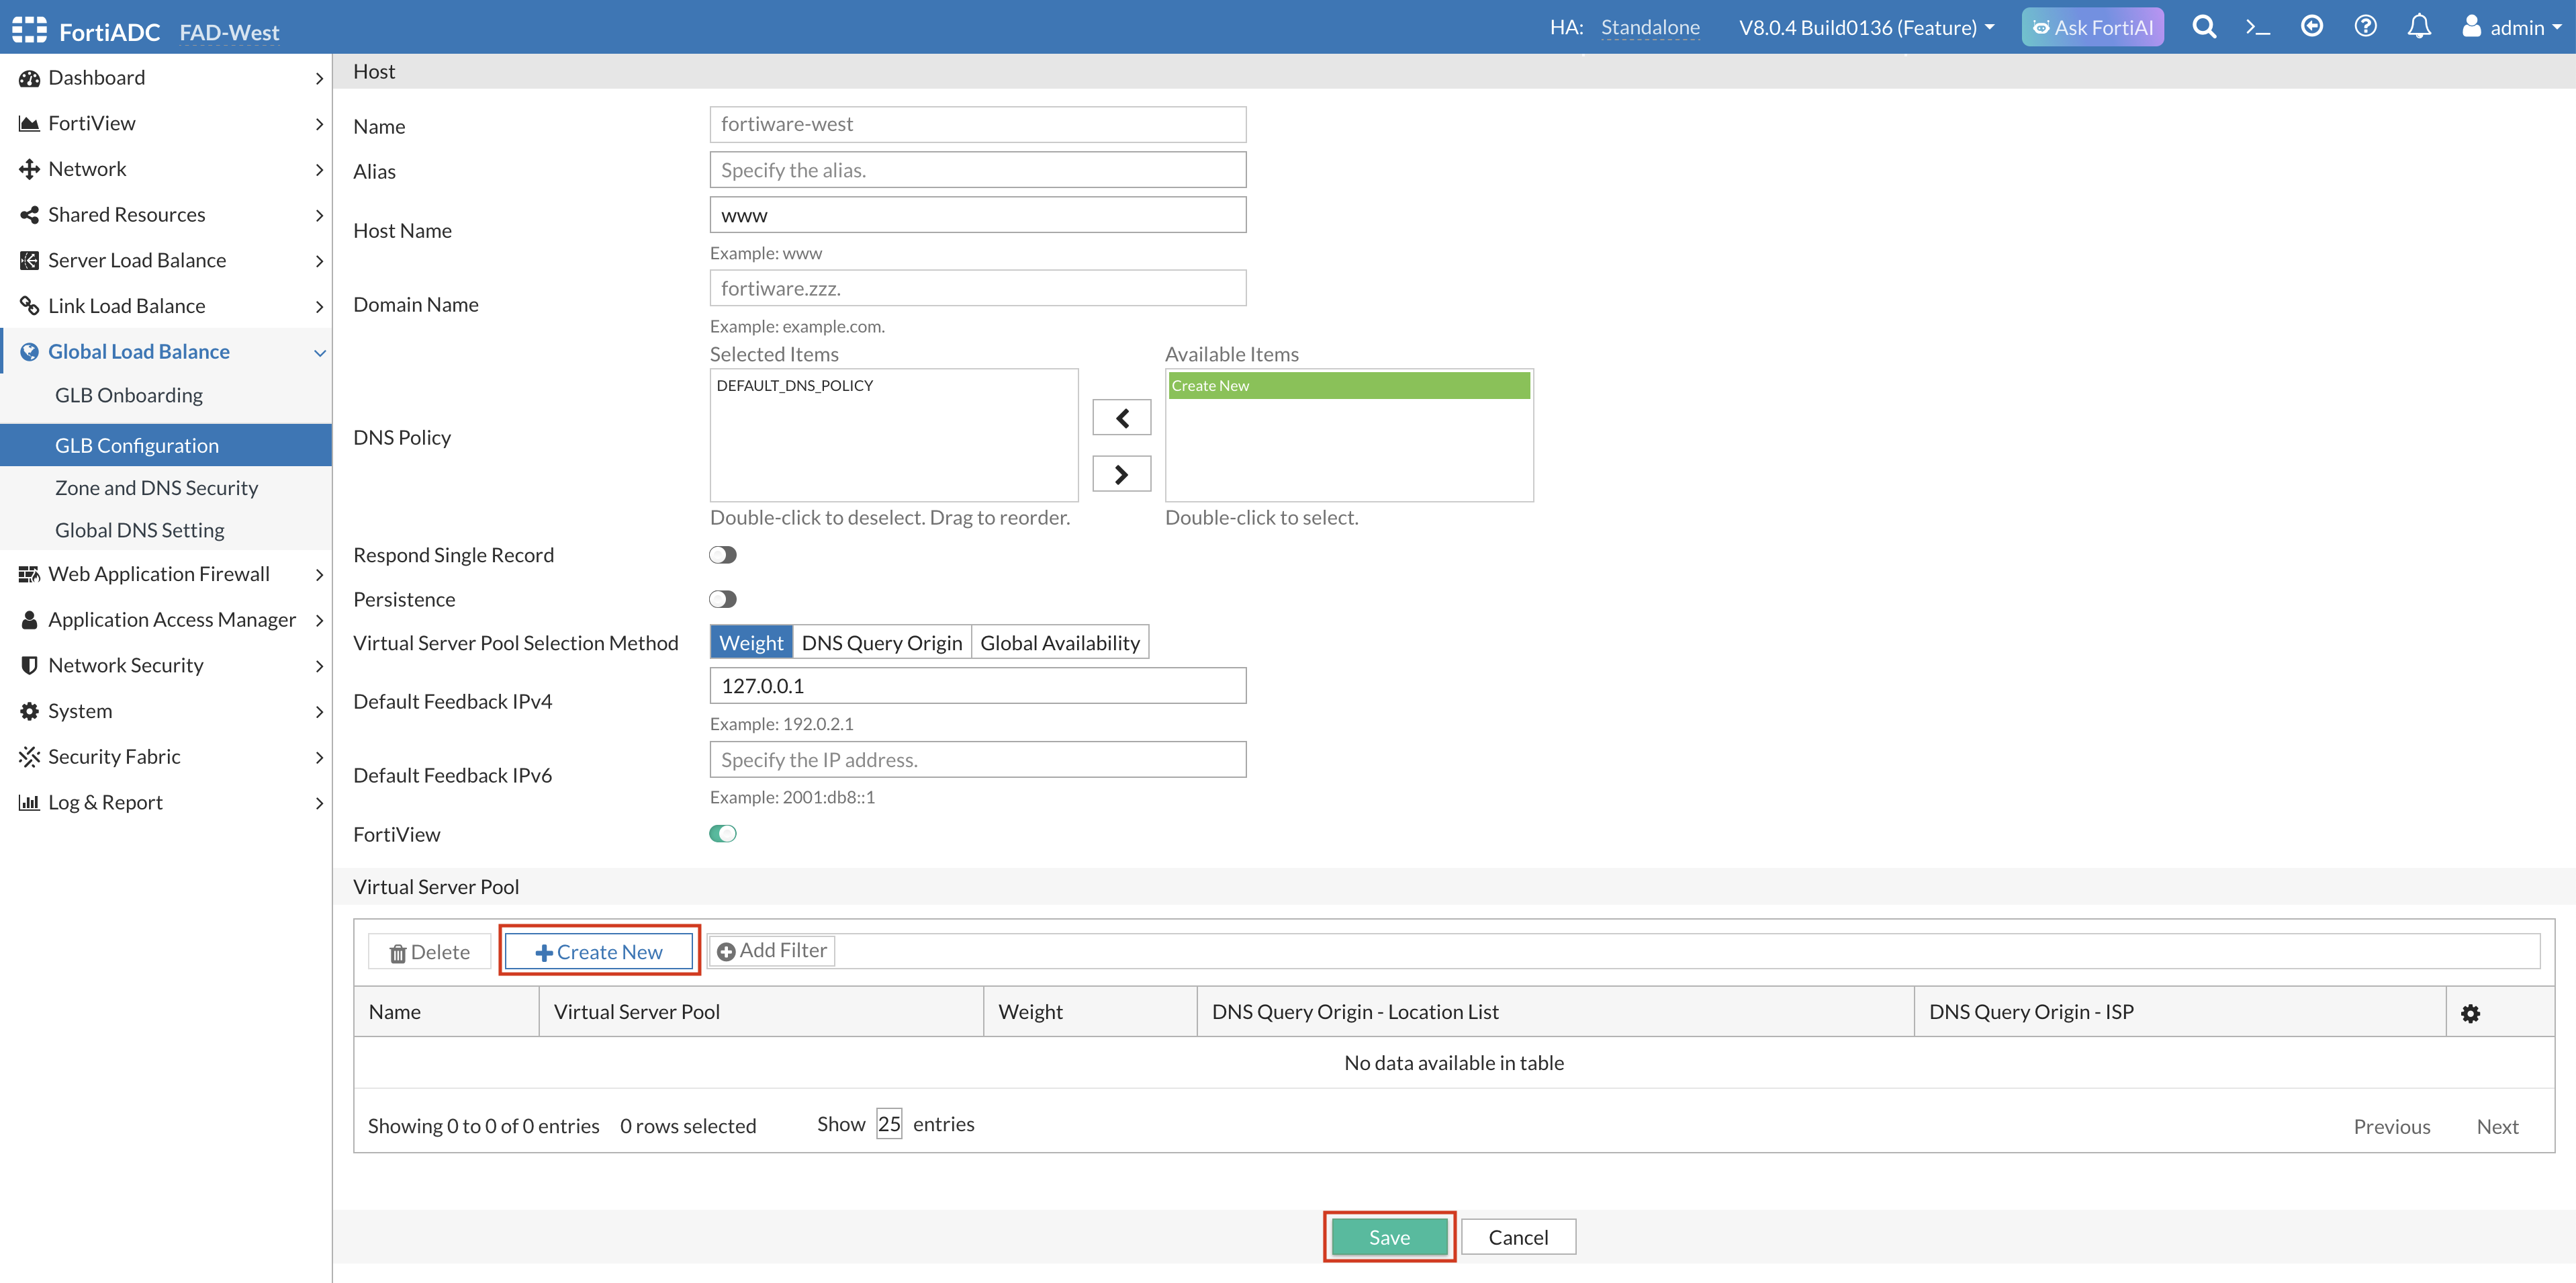 FortiADC FAD-West
HA: Standalone V8.0.4 Build0136 (Feature) Ask FortiAI admin
Dashboard
FortiView
Network
Shared Resources
Server Load Balance
Link Load Balance
Global Load Balance
GLB Onboarding
GLB Configuration
Zone and DNS Security
Global DNS Setting
Web Application Firewall
Application Access Manager
Network Security
System
Security Fabric
Log & Report
Host
Name fortiware-west
Alias Specify the alias.
Host Name www
Example: www
Domain Name fortiware.zzz.
Example: example.com.
Selected Items Available Items
DEFAULT_DNS_POLICY Create New
DNS Policy
Double-click to deselect. Drag to reorder. Double-click to select.
Respond Single Record
Persistence
Virtual Server Pool Selection Method Weight DNS Query Origin Global Availability
Default Feedback IPv4 127.0.0.1
Example: 192.0.2.1
Default Feedback IPv6 Specify the IP address.
Example: 2001:db8::1
FortiView
Virtual Server Pool
Delete Create New Add Filter
Name Virtual Server Pool Weight DNS Query Origin - Location List DNS Query Origin - ISP
No data available in table
Showing 0 to 0 of 0 entries 0 rows selected Show 25 entries Previous Next
Save Cancel